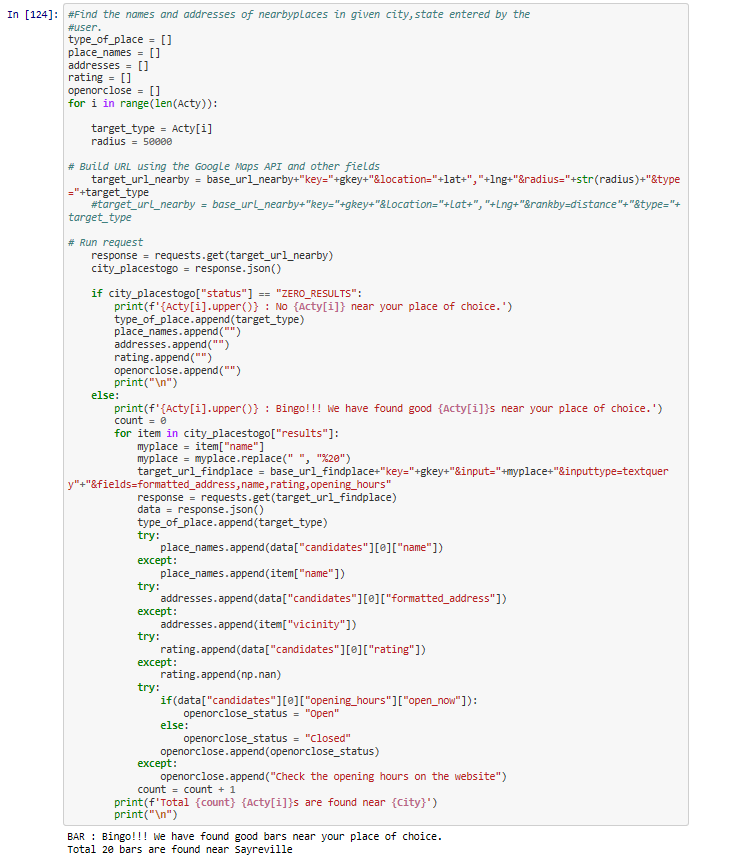 In [124]: #Find the names and addresses of nearbyplaces in given city,state entered by the
#user.
type_of_place = []
place_names = []
addresses = []
rating = []
openorclose = []
for i in range(len(Acty)):

    target_type = Acty[i]
    radius = 50000

# Build URL using the Google Maps API and other fields
    target_url_nearby = base_url_nearby+"key="+gkey+"&location="+lat+","+lng+"&radius="+str(radius)+"&type
="+target_type
    #target_url_nearby = base_url_nearby+"key="+gkey+"&location="+lat+","+lng+"&rankby=distance"+"&type="+
target_type

# Run request
    response = requests.get(target_url_nearby)
    city_placestogo = response.json()

    if city_placestogo["status"] == "ZERO_RESULTS":
        print(f'{Acty[i].upper()} : No {Acty[i]} near your place of choice.')
        type_of_place.append(target_type)
        place_names.append("")
        addresses.append("")
        rating.append("")
        openorclose.append("")
        print("\n")
    else:
        print(f'{Acty[i].upper()} : Bingo!!! We have found good {Acty[i]}s near your place of choice.')
        count = 0
        for item in city_placestogo["results"]:
            myplace = item["name"]
            myplace = myplace.replace(" ", "%20")
            target_url_findplace = base_url_findplace+"key="+gkey+"&input="+myplace+"&inputtype=textquer
y"+"&fields=formatted_address,name,rating,opening_hours"
            response = requests.get(target_url_findplace)
            data = response.json()
            type_of_place.append(target_type)
            try:
                place_names.append(data["candidates"][0]["name"])
            except:
                place_names.append(item["name"])
            try:
                addresses.append(data["candidates"][0]["formatted_address"])
            except:
                addresses.append(item["vicinity"])
            try:
                rating.append(data["candidates"][0]["rating"])
            except:
                rating.append(np.nan)
            try:
                if(data["candidates"][0]["opening_hours"]["open_now"]):
                    openorclose_status = "Open"
                else:
                    openorclose_status = "Closed"
                openorclose.append(openorclose_status)
            except:
                openorclose.append("Check the opening hours on the website")
            count = count + 1
        print(f'Total {count} {Acty[i]}s are found near {City}')
        print("\n")
BAR : Bingo!!! We have found good bars near your place of choice.
Total 20 bars are found near Sayreville